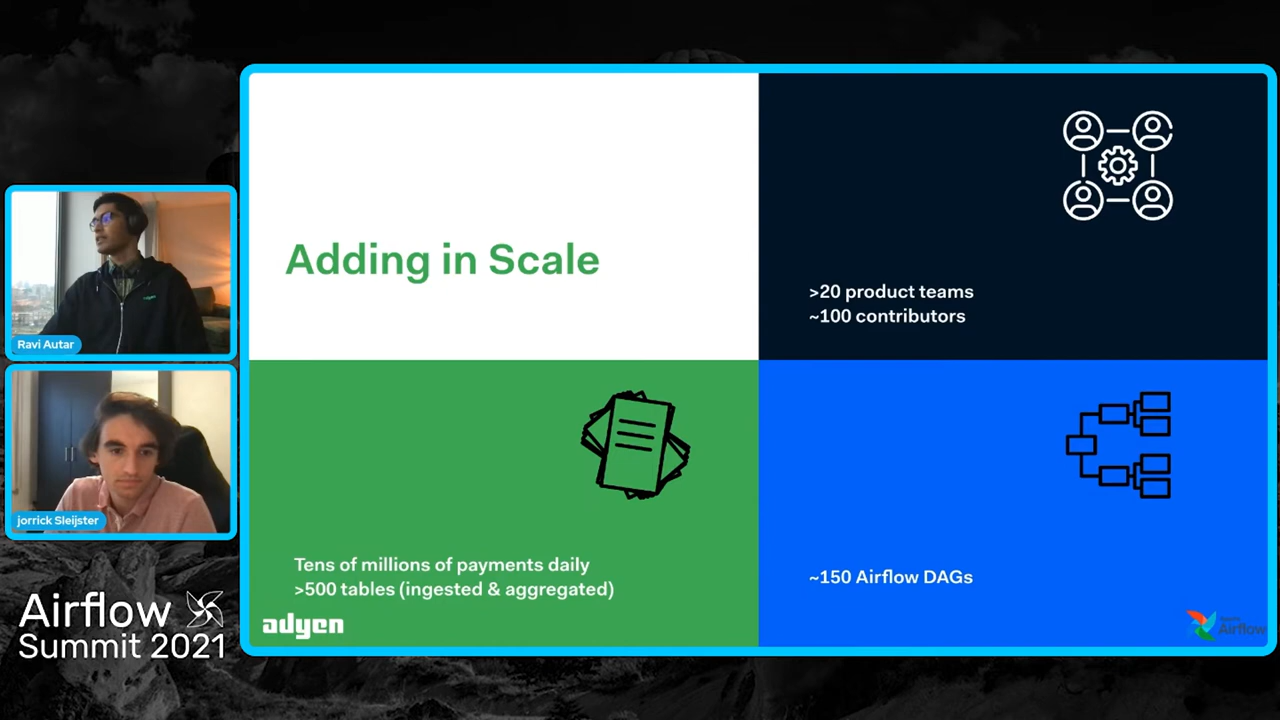 Adding in Scale
>20 product teams
~100 contributors
Tens of millions of payments daily
>500 tables (ingested & aggregated)
adyen
~150 Airflow DAGs
Airflow
adyen
Ravi Autar
jorrick Sleijster
Airflow
Summit 2021